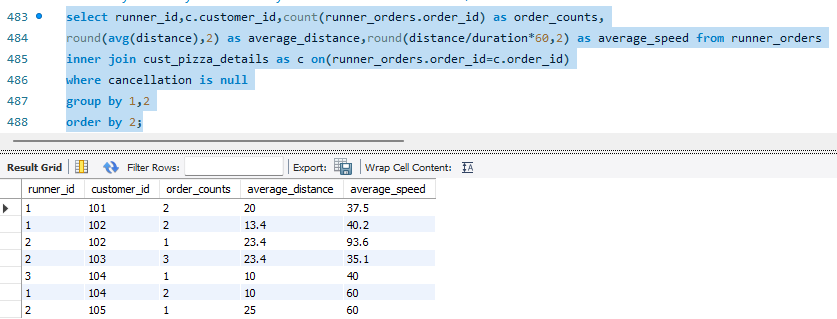 483 select runner_id,c.customer_id,count(runner_orders.order_id) as order_counts,
484 round(avg(distance),2) as average_distance,round(distance/duration*60,2) as average_speed from runner_orders
485 inner join cust_pizza_details as c on(runner_orders.order_id=c.order_id)
486 where cancellation is null
487 group by 1,2
488 order by 2;
Result Grid Filter Rows: Export: Wrap Cell Content:
runner_id customer_id order_counts average_distance average_speed
1 101 2 20 37.5
1 102 2 13.4 40.2
2 102 1 23.4 93.6
2 103 3 23.4 35.1
3 104 1 10 40
1 104 2 10 60
2 105 1 25 60